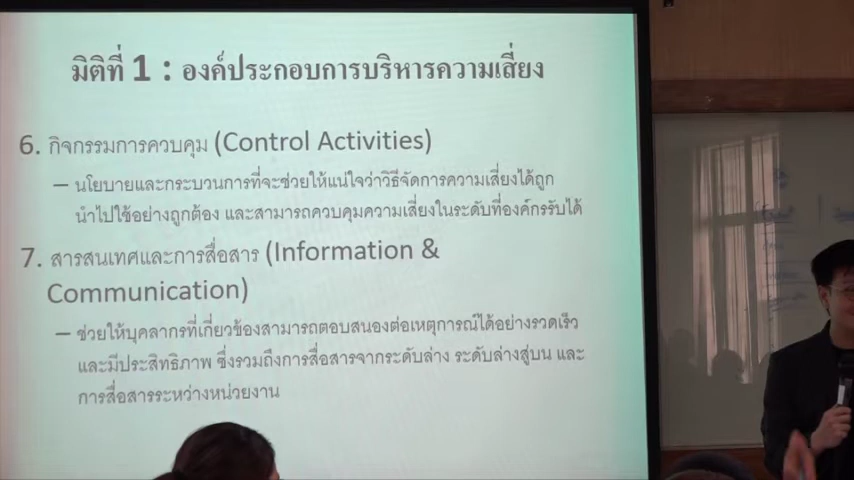 มิติที่ 1 : องค์ประกอบการบริหารความเสี่ยง
6. กิจกรรมการควบคุม (Control Activities)
– นโยบายและกระบวนการที่จะช่วยให้แน่ใจว่าวิธีจัดการความเสี่ยงได้ถูก
นำไปใช้อย่างถูกต้อง และสามารถควบคุมความเสี่ยงในระดับที่องค์กรรับได้
7. สารสนเทศและการสื่อสาร (Information &
Communication)
– ช่วยให้บุคลากรที่เกี่ยวข้องสามารถตอบสนองต่อเหตุการณ์ได้อย่างรวดเร็ว
และมีประสิทธิภาพ ซึ่งรวมถึงการสื่อสารจากระดับล่าง ระดับล่างสู่บน และ
การสื่อสารระหว่างหน่วยงาน